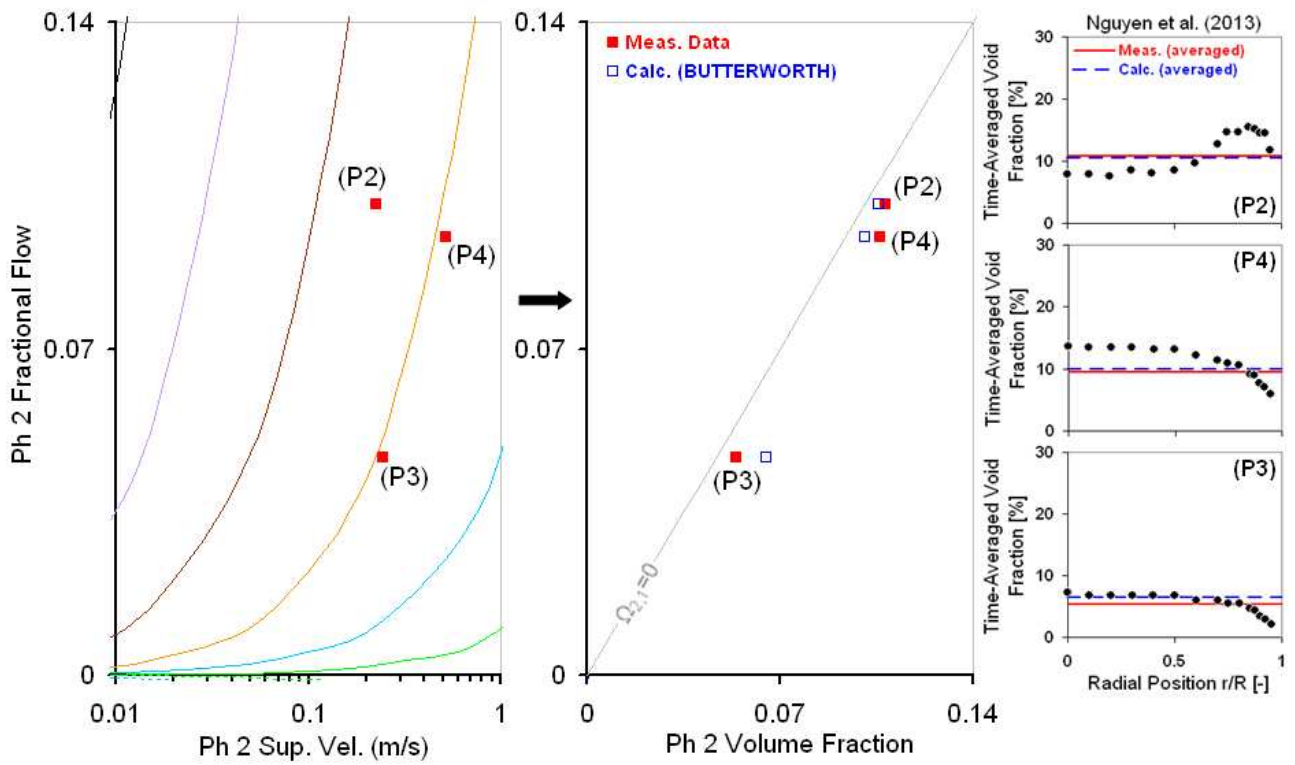 Ph 2 Fractional Flow
0.14
0.07
0
0.01
0.1
1
Ph 2 Sup. Vel. (m/s)
(P2)
(P4)
(P3)
0.14
0.07
0
0
0.07
0.14
Ph 2 Volume Fraction
Meas. Data
Calc. (BUTTERWORTH)
(P2)
(P4)
(P3)
Ω2,1=0
Nguyen et al. (2013)
Time-Averaged Void
Fraction [%]
30
20
10
0
Meas. (averaged)
Calc. (averaged)
(P2)
Time-Averaged Void
Fraction [%]
30
20
10
0
(P4)
Time-Averaged Void
Fraction [%]
30
20
10
0
(P3)
0
0.5
1
Radial Position r/R [-]